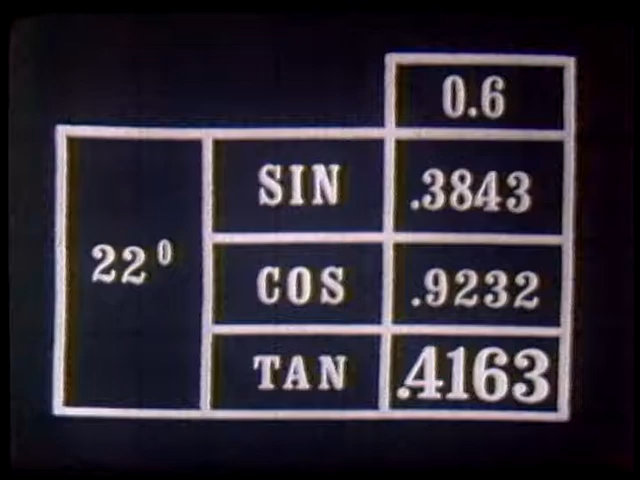 0.6
22⁰
SIN .3843
COS .9232
TAN .4163